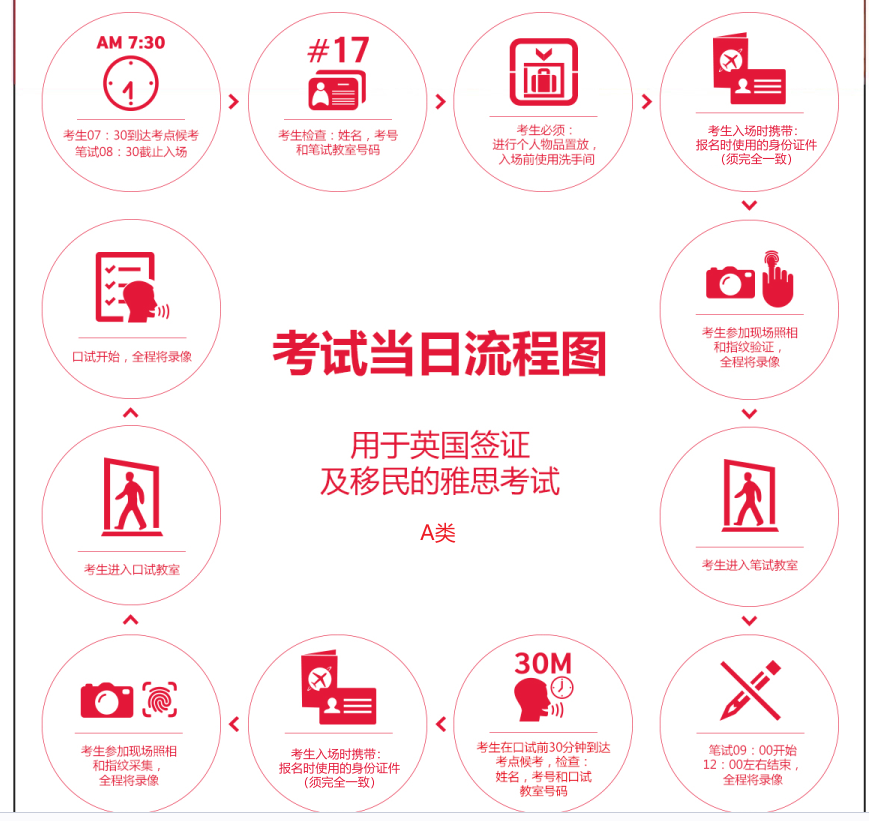 AM 7:30
考生07：30到达考点候考
笔试08：30截止入场
#17
考生检查：姓名，考号
和笔试教室号码
考生必须：
进行个人物品置放，
入场前使用洗手间
考生入场时携带：
报名时使用的身份证件
（须完全一致）
考生参加现场照相
和指纹验证，
全程将录像
考生进入笔试教室
笔试09：00开始
12：00左右结束，
全程将录像
30M
考生在口试前30分钟到达
考点候考，检查：
姓名，考号和口试
教室号码
考生入场时携带：
报名时使用的身份证件
（须完全一致）
考生参加现场照相
和指纹采集，
全程将录像
考生进入口试教室
口试开始，全程将录像
考试当日流程图
用于英国签证
及移民的雅思考试
A类